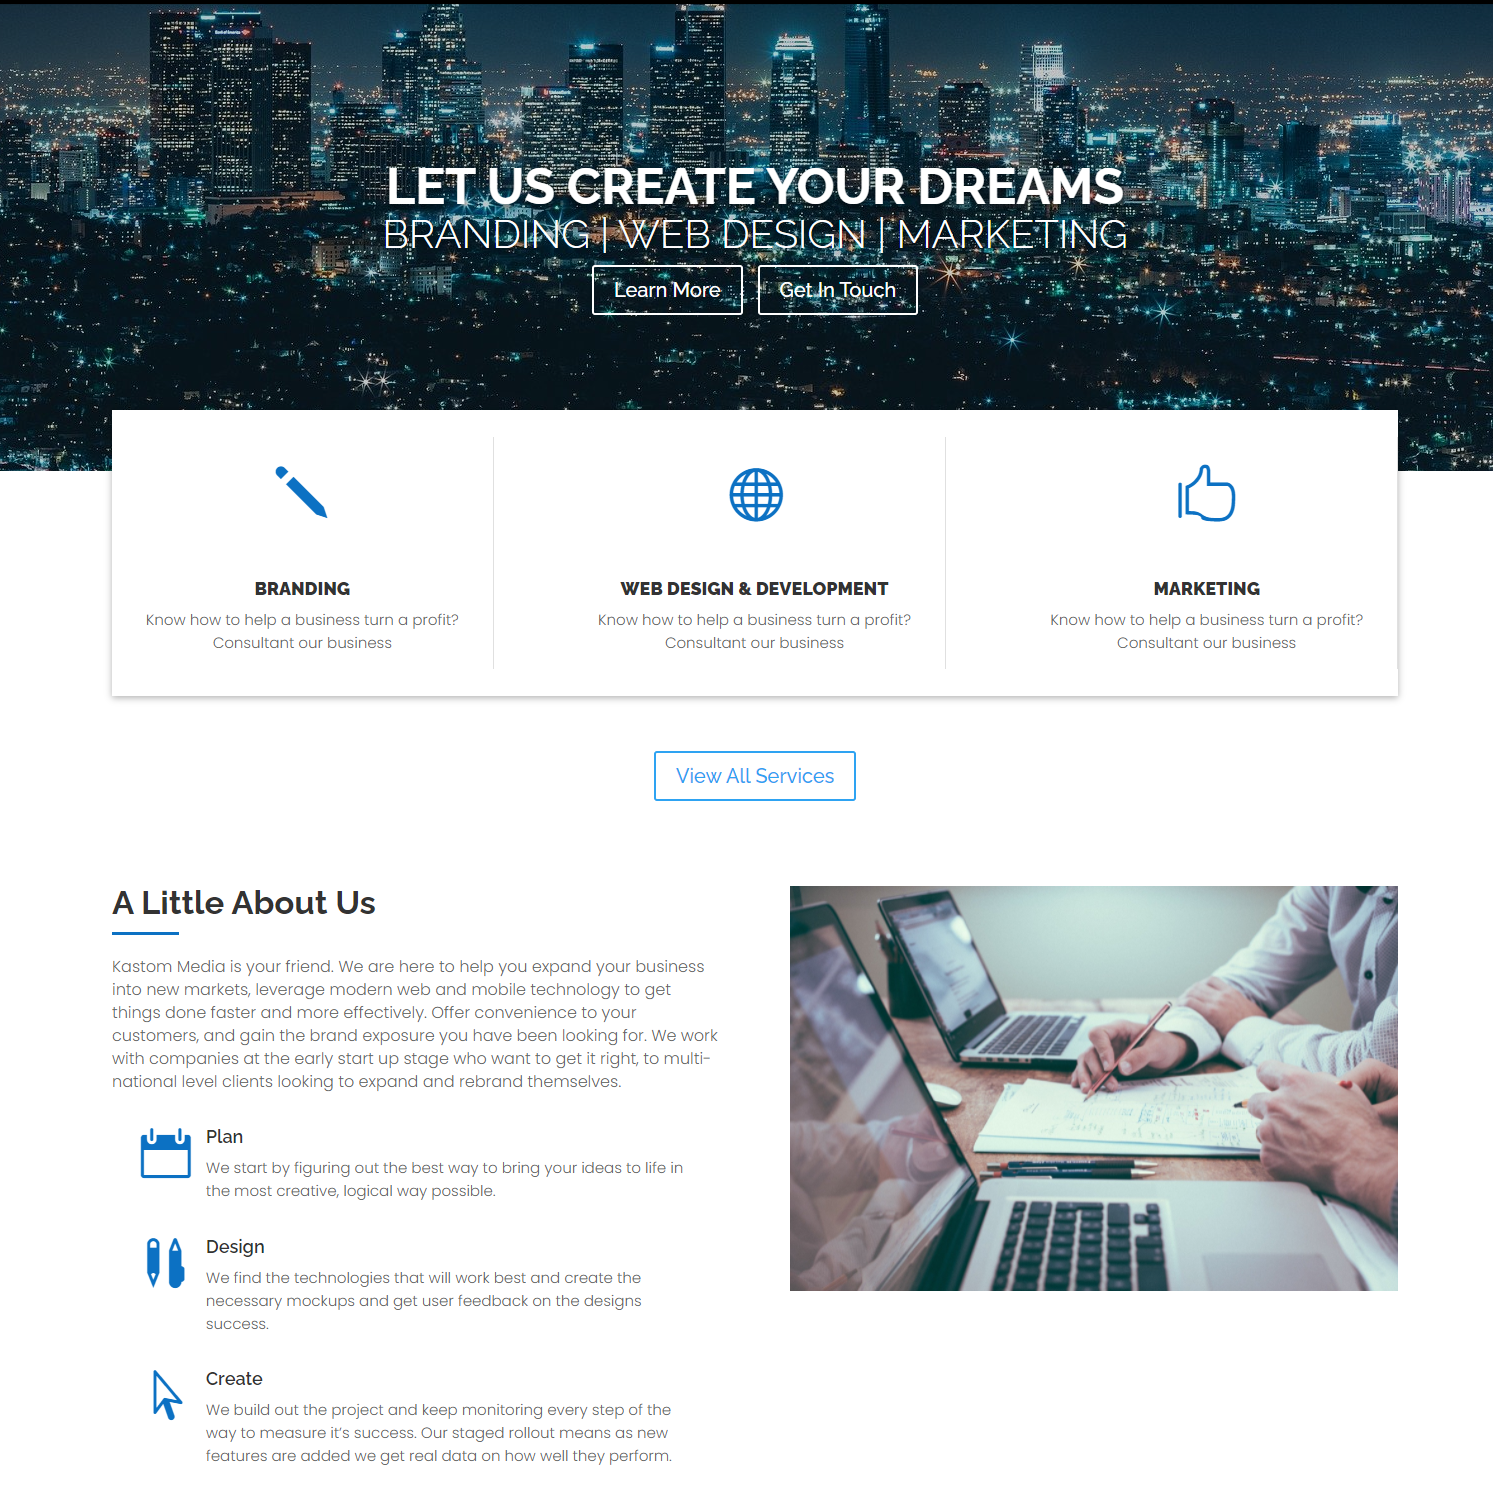 Bank of America
LET US CREATE YOUR DREAMS
BRANDING | WEB DESIGN | MARKETING
Learn More
Get In Touch
BRANDING
Know how to help a business turn a profit?
Consultant our business
WEB DESIGN & DEVELOPMENT
Know how to help a business turn a profit?
Consultant our business
MARKETING
Know how to help a business turn a profit?
Consultant our business
View All Services
A Little About Us
Kastom Media is your friend. We are here to help you expand your business
into new markets, leverage modern web and mobile technology to get
things done faster and more effectively. Offer convenience to your
customers, and gain the brand exposure you have been looking for. We work
with companies at the early start up stage who want to get it right, to multi-
national level clients looking to expand and rebrand themselves.
Plan
We start by figuring out the best way to bring your ideas to life in
the most creative, logical way possible.
Design
We find the technologies that will work best and create the
necessary mockups and get user feedback on the designs
success.
Create
We build out the project and keep monitoring every step of the
way to measure it’s success. Our staged rollout means as new
features are added we get real data on how well they perform.